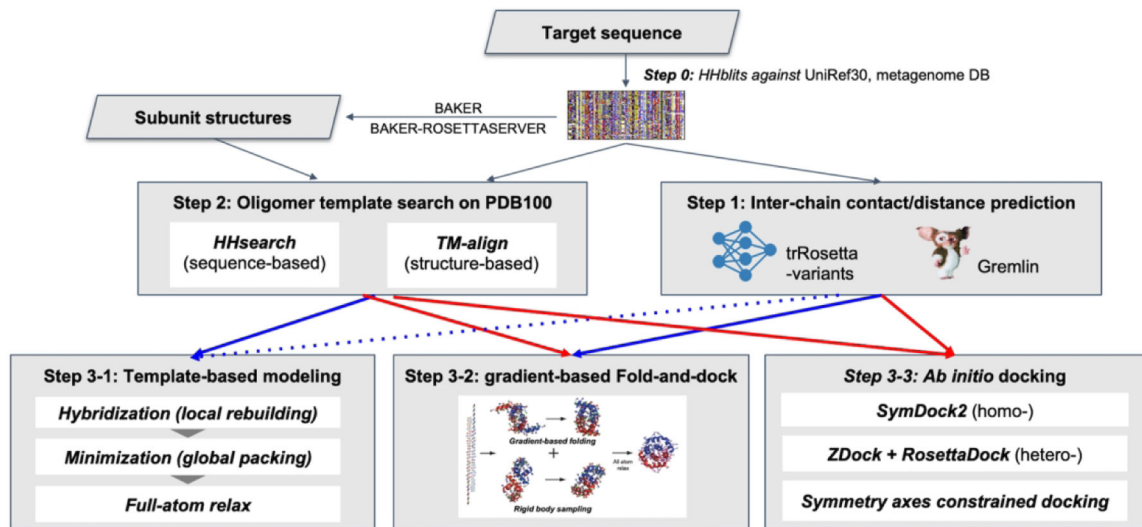 Target sequence
Step 0: HHblits against UniRef30, metagenome DB
Subunit structures
BAKER
BAKER-ROSETTASERVER
Step 2: Oligomer template search on PDB100
HHsearch
(sequence-based)
TM-align
(structure-based)
Step 1: Inter-chain contact/distance prediction
trRosetta
-variants
Gremlin
Step 3-1: Template-based modeling
Hybridization (local rebuilding)
Minimization (global packing)
Full-atom relax
Step 3-2: gradient-based Fold-and-dock
Gradient-based folding
+
All atom
relax
Rigid body sampling
Step 3-3: Ab initio docking
SymDock2 (homo-)
ZDock + RosettaDock (hetero-)
Symmetry axes constrained docking